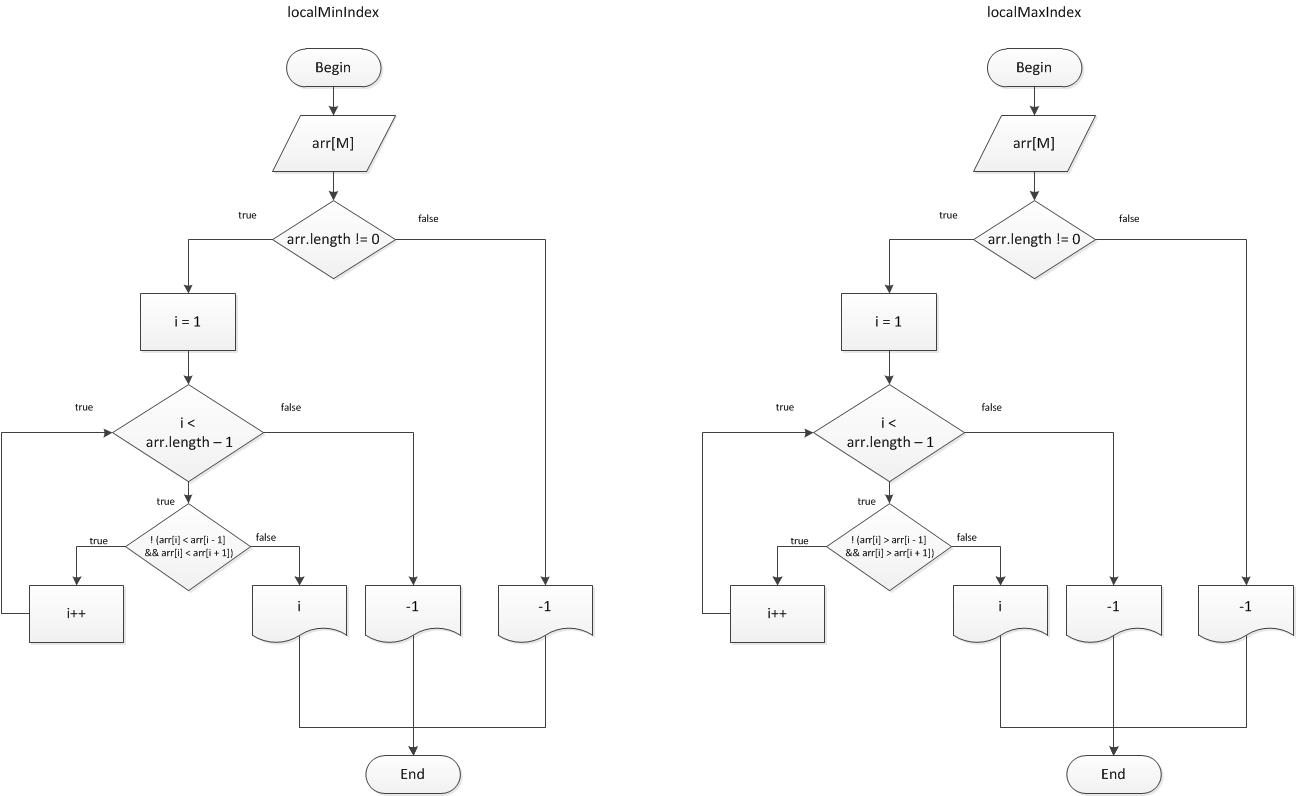 localMinIndex
Begin
arr[M]
true
false
arr.length != 0
i = 1
true
false
i <
arr.length – 1
true
! (arr[i] < arr[i - 1]
&& arr[i] < arr[i + 1])
true
false
i++
i
-1
-1
End
localMaxIndex
Begin
arr[M]
true
false
arr.length != 0
i = 1
true
false
i <
arr.length – 1
true
! (arr[i] > arr[i - 1]
&& arr[i] > arr[i + 1])
true
false
i++
i
-1
-1
End